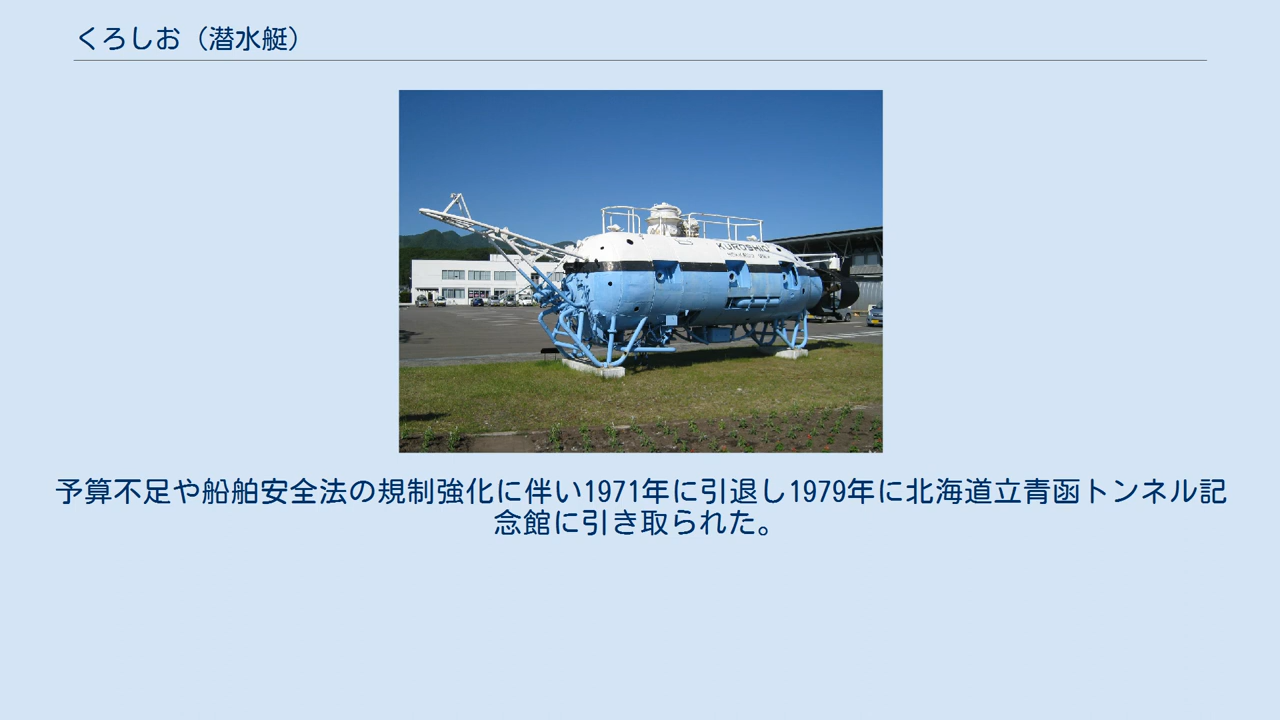 くろしお（潜水艇）
KUROSHIO
予算不足や船舶安全法の規制強化に伴い1971年に引退し1979年に北海道立青函トンネル記
念館に引き取られた。